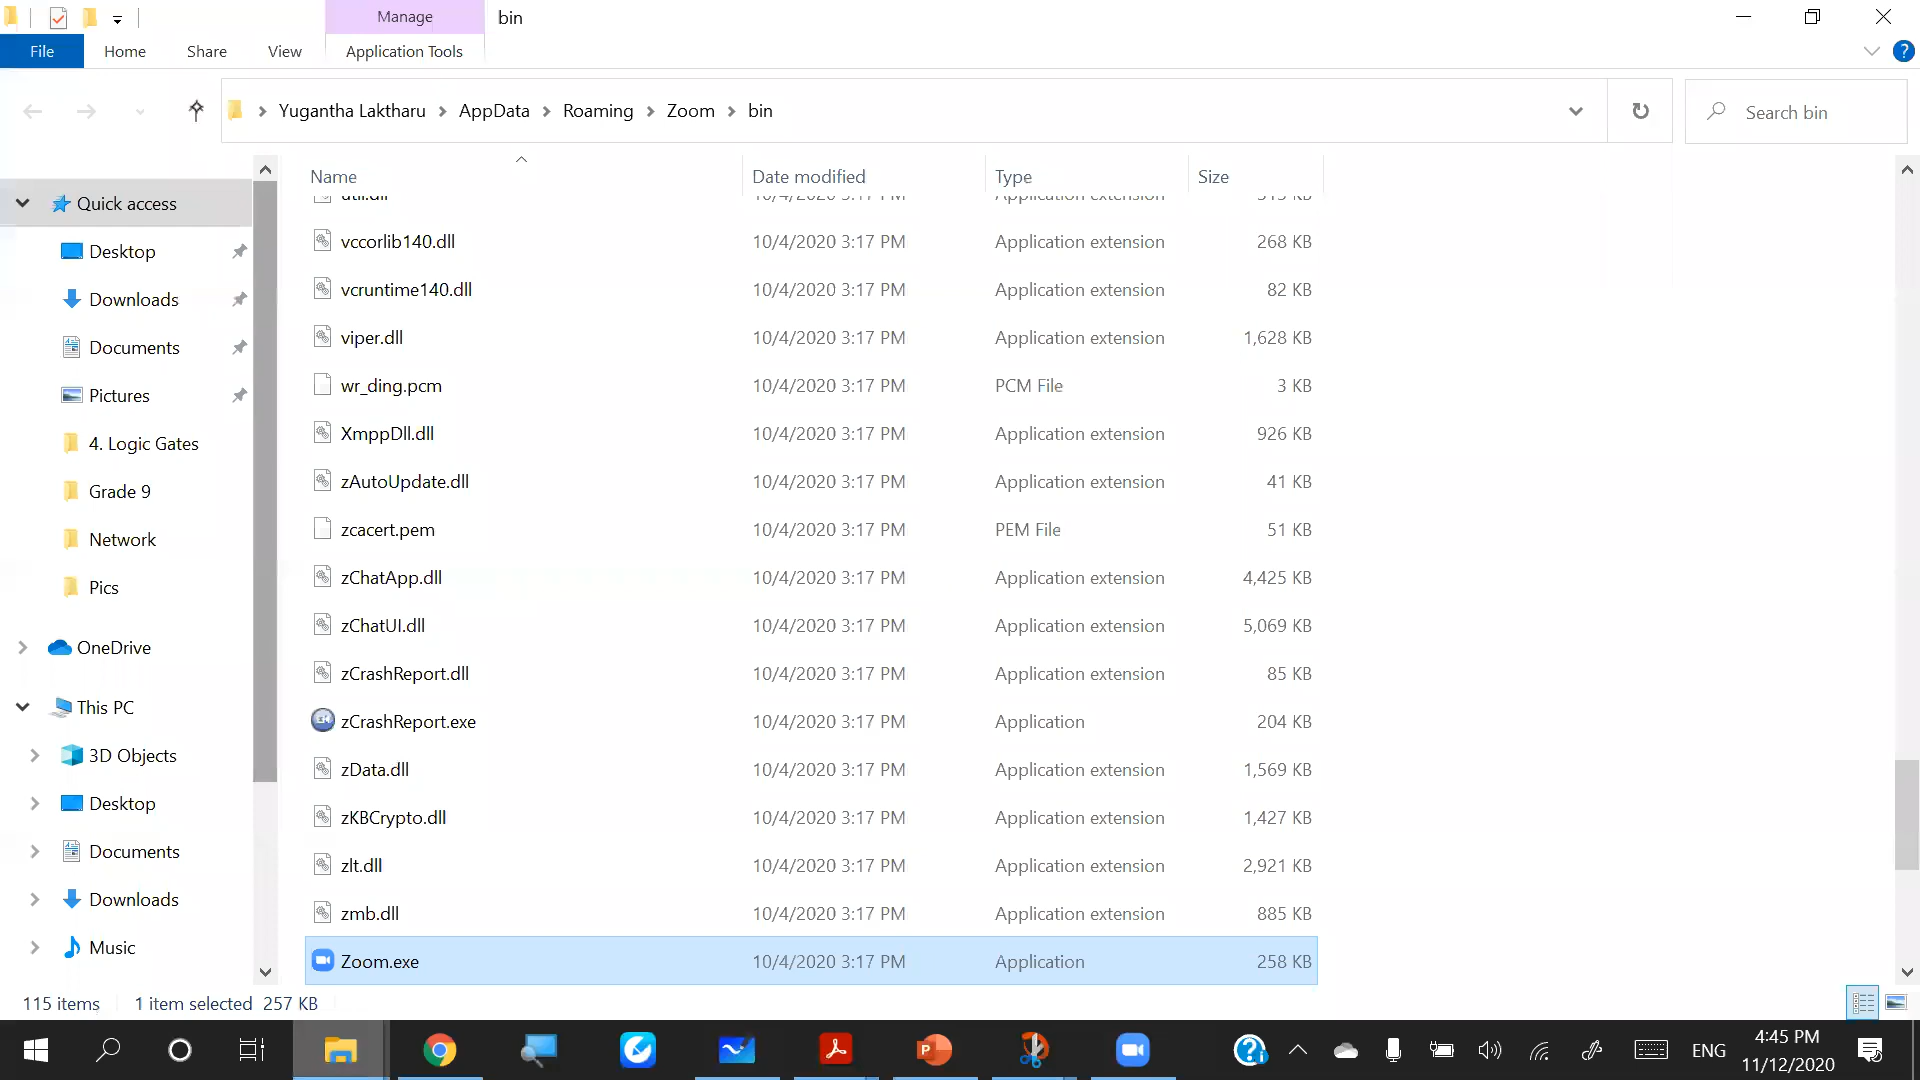 Manage
bin
File
Home
Share
View
Application Tools
Yugantha Laktharu
AppData
Roaming
Zoom
bin
Search bin
Name
Date modified
Type
Size
util.dll 10/4/2020 3:17 PM Application extension
vccorlib140.dll 10/4/2020 3:17 PM Application extension 268 KB
vcruntime140.dll 10/4/2020 3:17 PM Application extension 82 KB
viper.dll 10/4/2020 3:17 PM Application extension 1,628 KB
wr_ding.pcm 10/4/2020 3:17 PM PCM File 3 KB
XmppDll.dll 10/4/2020 3:17 PM Application extension 926 KB
zAutoUpdate.dll 10/4/2020 3:17 PM Application extension 41 KB
zcacert.pem 10/4/2020 3:17 PM PEM File 51 KB
zChatApp.dll 10/4/2020 3:17 PM Application extension 4,425 KB
zChatUI.dll 10/4/2020 3:17 PM Application extension 5,069 KB
zCrashReport.dll 10/4/2020 3:17 PM Application extension 85 KB
zCrashReport.exe 10/4/2020 3:17 PM Application 204 KB
zData.dll 10/4/2020 3:17 PM Application extension 1,569 KB
zKBCrypto.dll 10/4/2020 3:17 PM Application extension 1,427 KB
zlt.dll 10/4/2020 3:17 PM Application extension 2,921 KB
zmb.dll 10/4/2020 3:17 PM Application extension 885 KB
Zoom.exe 10/4/2020 3:17 PM Application 258 KB
Quick access
Desktop
Downloads
Documents
Pictures
4. Logic Gates
Grade 9
Network
Pics
OneDrive
This PC
3D Objects
Desktop
Documents
Downloads
Music
115 items
1 item selected 257 KB
ENG
4:45 PM
11/12/2020